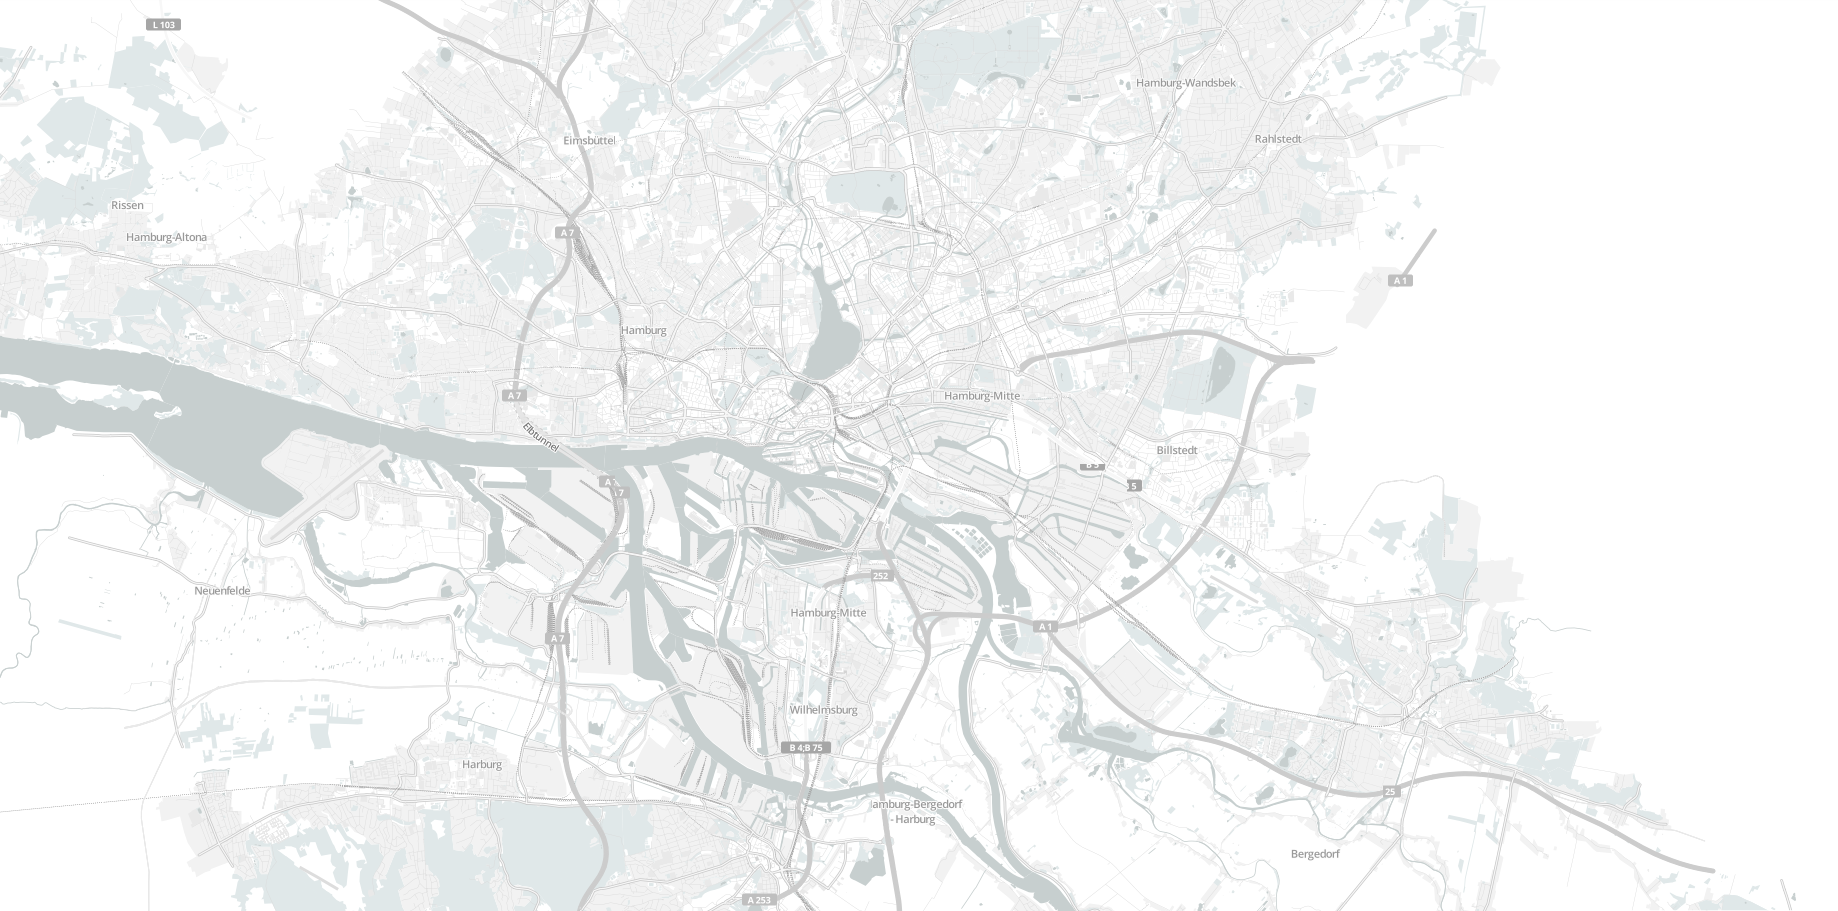 L 103
Hamburg-Wandsbek
Eimsbüttel
Rahlstedt
Rissen
A 7
Hamburg-Altona
A 1
Hamburg
A 7
Hamburg-Mitte
Elbtunnel
Billstedt
B 5
A 7
5
252
Neuenfelde
Hamburg-Mitte
A 1
A 7
Wilhelmsburg
B 4;B 75
Harburg
25
amburg-Bergedorf
- Harburg
Bergedorf
A 253